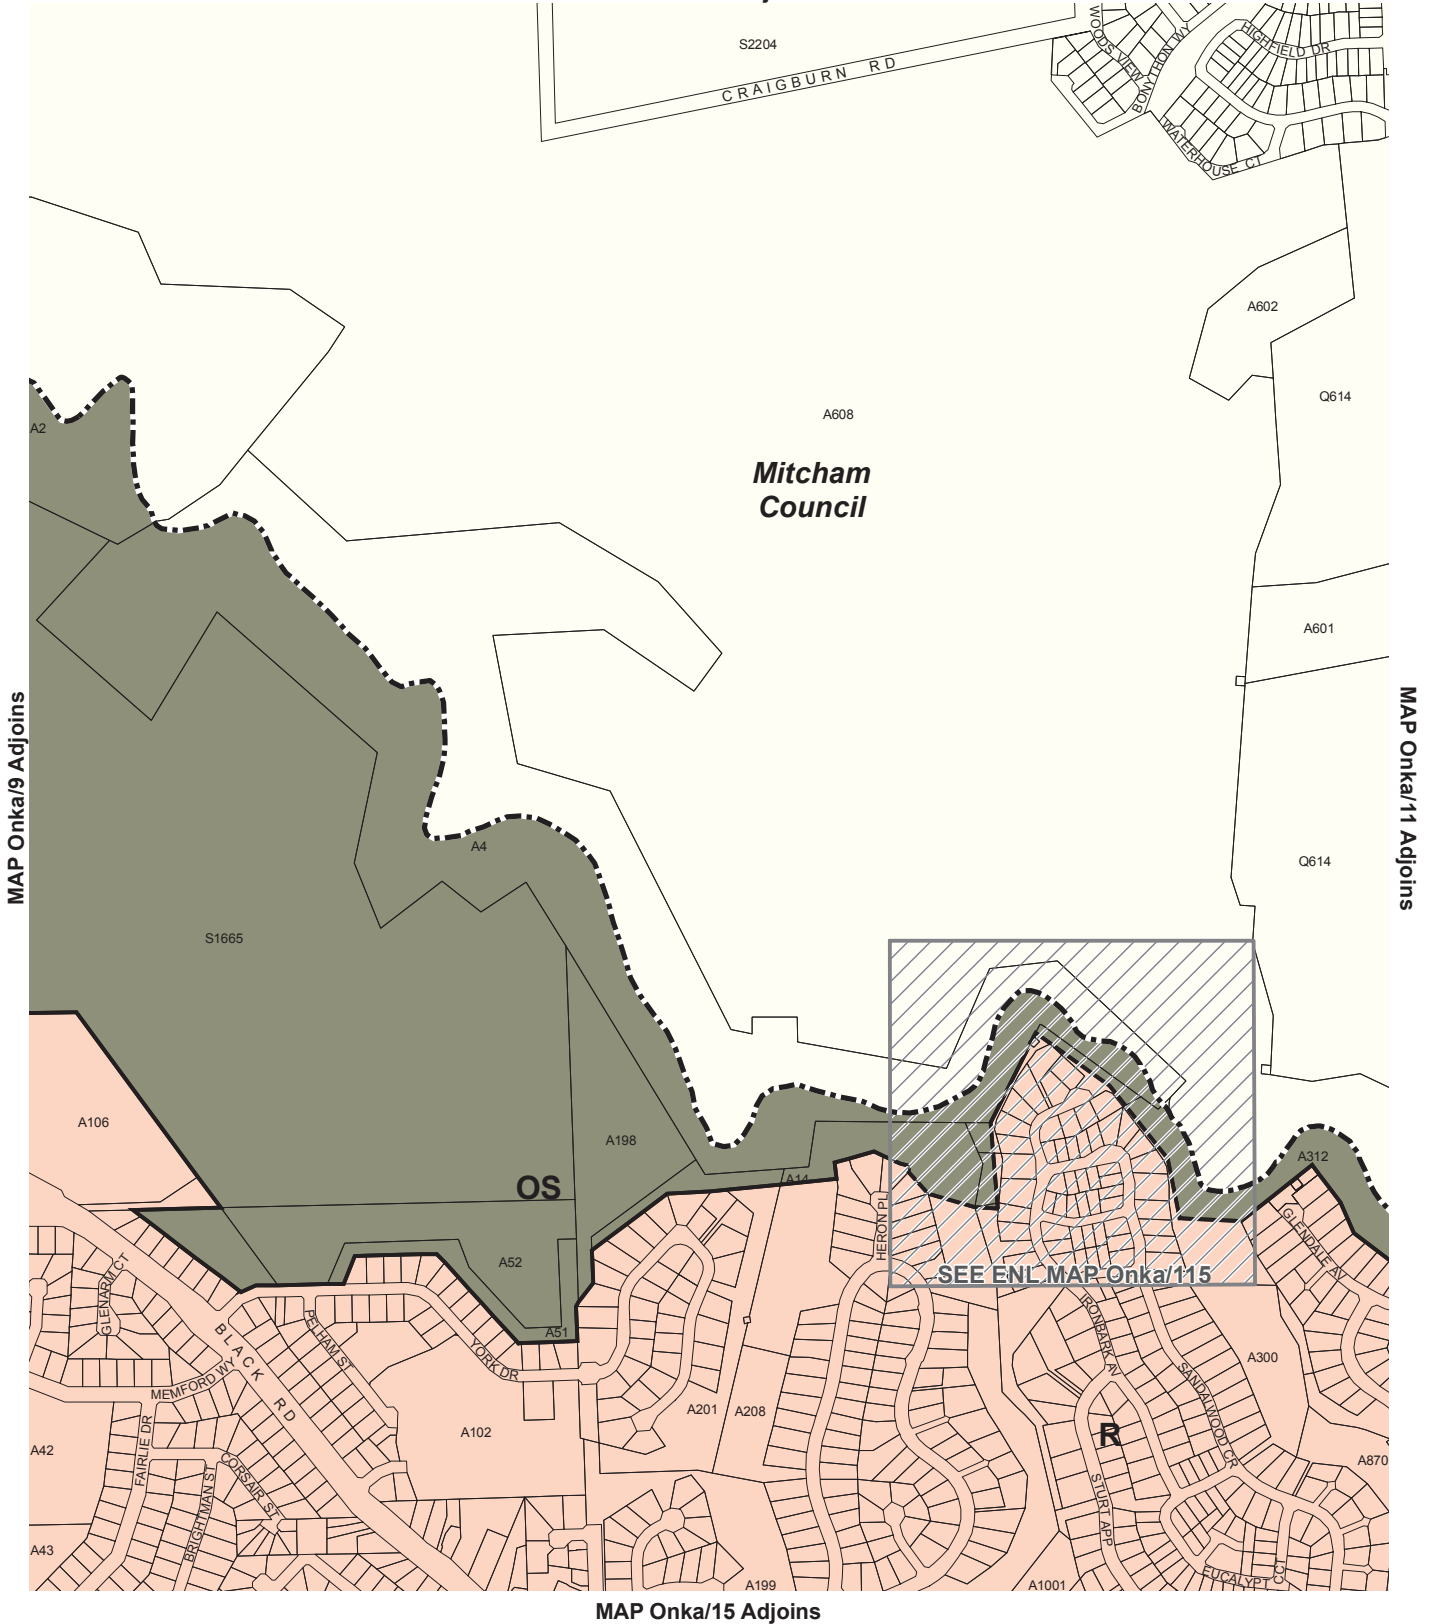 S2204
CRAIGBURN RD
WOODS VIEW
BONYTHON WY
HIGHFIELD DR
WATERHOUSE CT
A602
Q614
A608
A2
Mitcham
Council
A601
MAP Onka/9 Adjoins
MAP Onka/11 Adjoins
A4
Q614
S1665
A106
A198
A312
A14
OS
HERON PL
GLENDALE AV
A52
SEE ENL MAP Onka/115
GLENARM CT
A51
PELHAM ST
BLACK RD
YORK DR
IRONBARK AV
A300
SANDALWOOD CR
MEMFORD WY
A201
A208
R
A102
FAIRLIE DR
A42
A870
CORSAIR ST
BRIGHTMAN ST
STURT APP
A43
EUCALYPT CCT
A199
A1001
MAP Onka/15 Adjoins